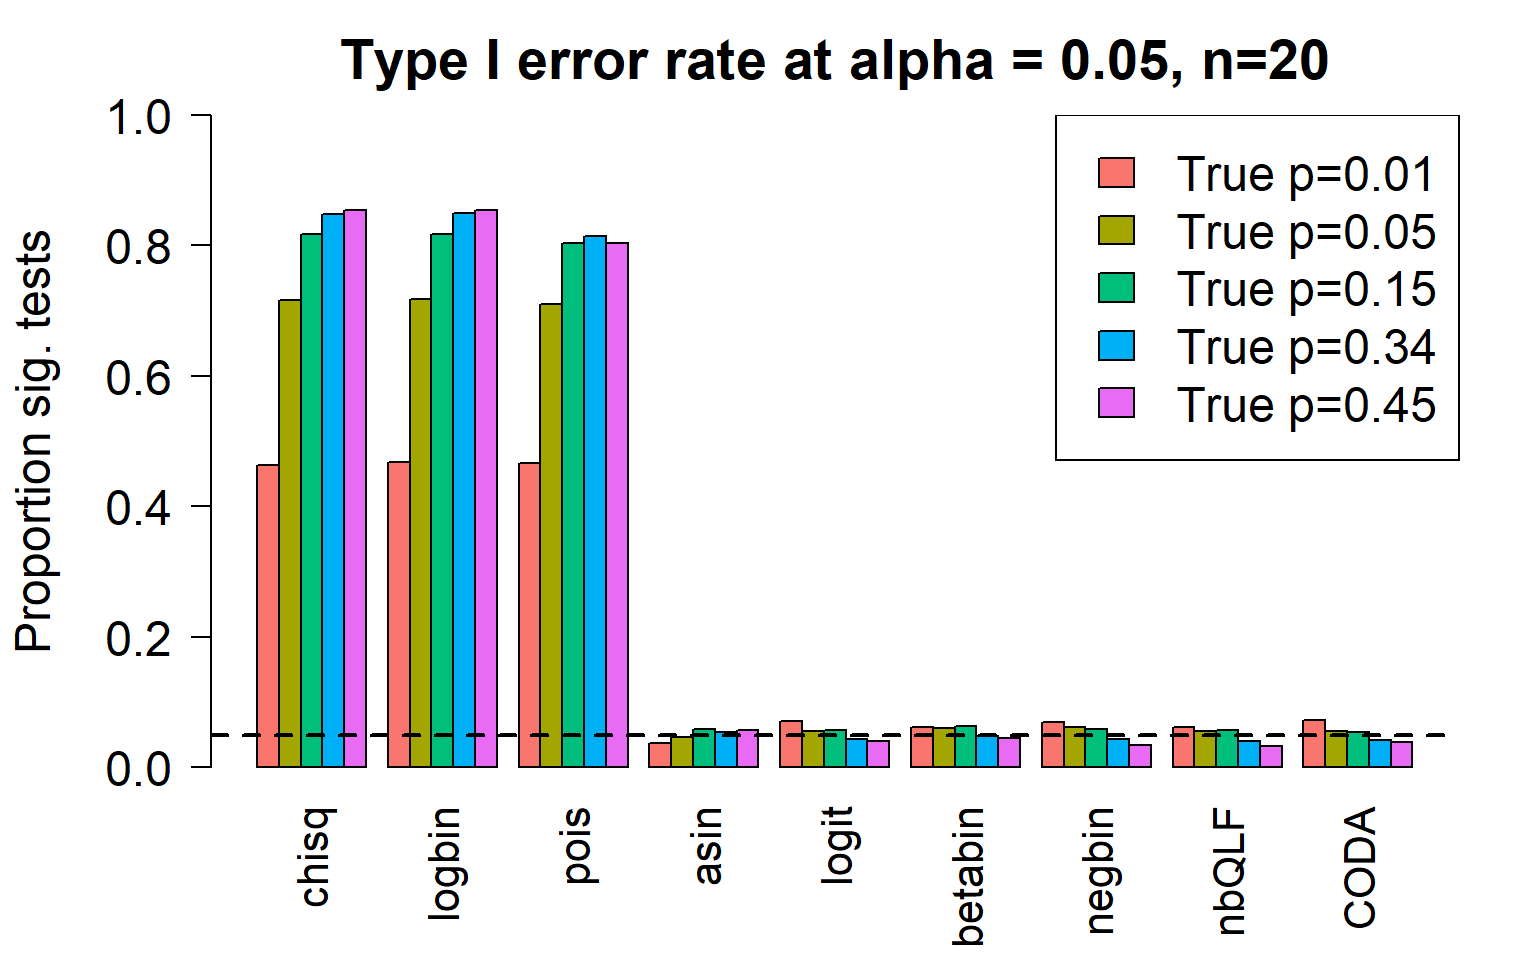 Type I error rate at alpha = 0.05, n=20
Proportion sig. tests
1.0
0.8
0.6
0.4
0.2
0.0
True p=0.01
True p=0.05
True p=0.15
True p=0.34
True p=0.45
chisq
logbin
pois
asin
logit
betabin
negbin
nbQLF
CODA